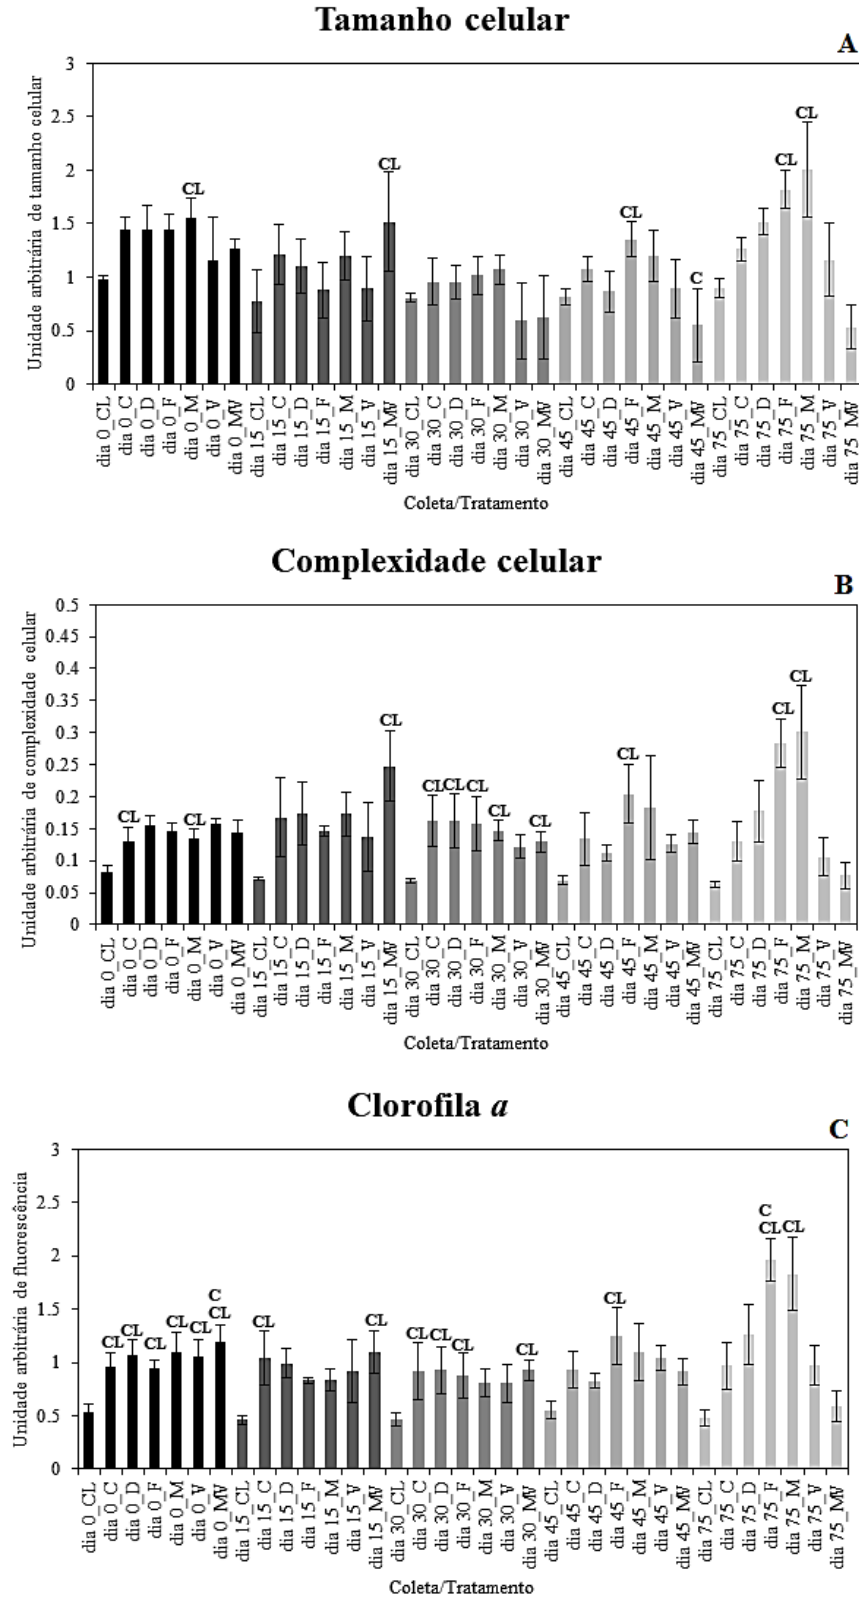 Tamanho celular
A
Unidade arbitrária de tamanho celular
3
2.5
2
1.5
1
0.5
0
CL
CL
CL
C
CL
CL
dia 0_CL
dia 0_C
dia 0_D
dia 0_F
dia 0_M
dia 0_V
dia 0_MV
dia 15_CL
dia 15_C
dia 15_D
dia 15_F
dia 15_M
dia 15_V
dia 15_MV
dia 30_CL
dia 30_C
dia 30_D
dia 30_F
dia 30_M
dia 30_V
dia 30_MV
dia 45_CL
dia 45_C
dia 45_D
dia 45_F
dia 45_M
dia 45_V
dia 45_MV
dia 75_CL
dia 75_C
dia 75_D
dia 75_F
dia 75_M
dia 75_V
dia 75_MV
Coleta/Tratamento
Complexidade celular
B
Unidade arbitrária de complexidade celular
0.5
0.45
0.4
0.35
0.3
0.25
0.2
0.15
0.1
0.05
0
CL
CL
CL
CL
CL
CL
CL
CL
CL
CL
CL
dia 0_CL
dia 0_C
dia 0_D
dia 0_F
dia 0_M
dia 0_V
dia 0_MV
dia 15_CL
dia 15_C
dia 15_D
dia 15_F
dia 15_M
dia 15_V
dia 15_MV
dia 30_CL
dia 30_C
dia 30_D
dia 30_F
dia 30_M
dia 30_V
dia 30_MV
dia 45_CL
dia 45_C
dia 45_D
dia 45_F
dia 45_M
dia 45_V
dia 45_MV
dia 75_CL
dia 75_C
dia 75_D
dia 75_F
dia 75_M
dia 75_V
dia 75_MV
Coleta/Tratamento
Clorofila a
C
Unidade arbitrária de fluorescência
3
2.5
2
1.5
1
0.5
0
CL
CL
CL
CL
CL
C
CL
CL
CL
CL
CL
CL
CL
CL
C
CL
CL
dia 0_CL
dia 0_C
dia 0_D
dia 0_F
dia 0_M
dia 0_V
dia 0_MV
dia 15_CL
dia 15_C
dia 15_D
dia 15_F
dia 15_M
dia 15_V
dia 15_MV
dia 30_CL
dia 30_C
dia 30_D
dia 30_F
dia 30_M
dia 30_V
dia 30_MV
dia 45_CL
dia 45_C
dia 45_D
dia 45_F
dia 45_M
dia 45_V
dia 45_MV
dia 75_CL
dia 75_C
dia 75_D
dia 75_F
dia 75_M
dia 75_V
dia 75_MV
Coleta/Tratamento